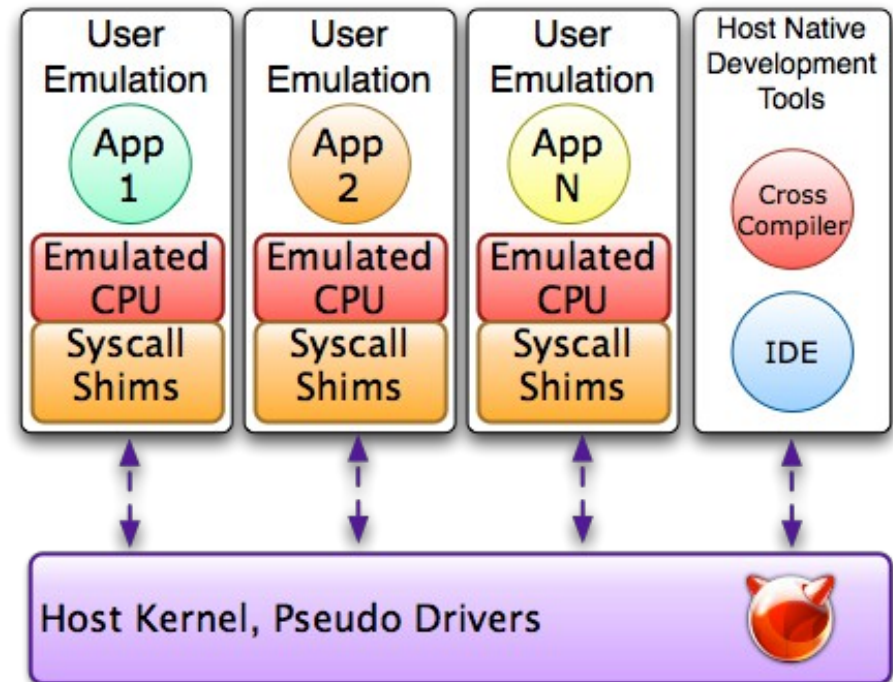 User
Emulation
App
1
Emulated
CPU
Syscall
Shims
User
Emulation
App
2
Emulated
CPU
Syscall
Shims
User
Emulation
App
N
Emulated
CPU
Syscall
Shims
Host Native
Development
Tools
Cross
Compiler
IDE
Host Kernel, Pseudo Drivers